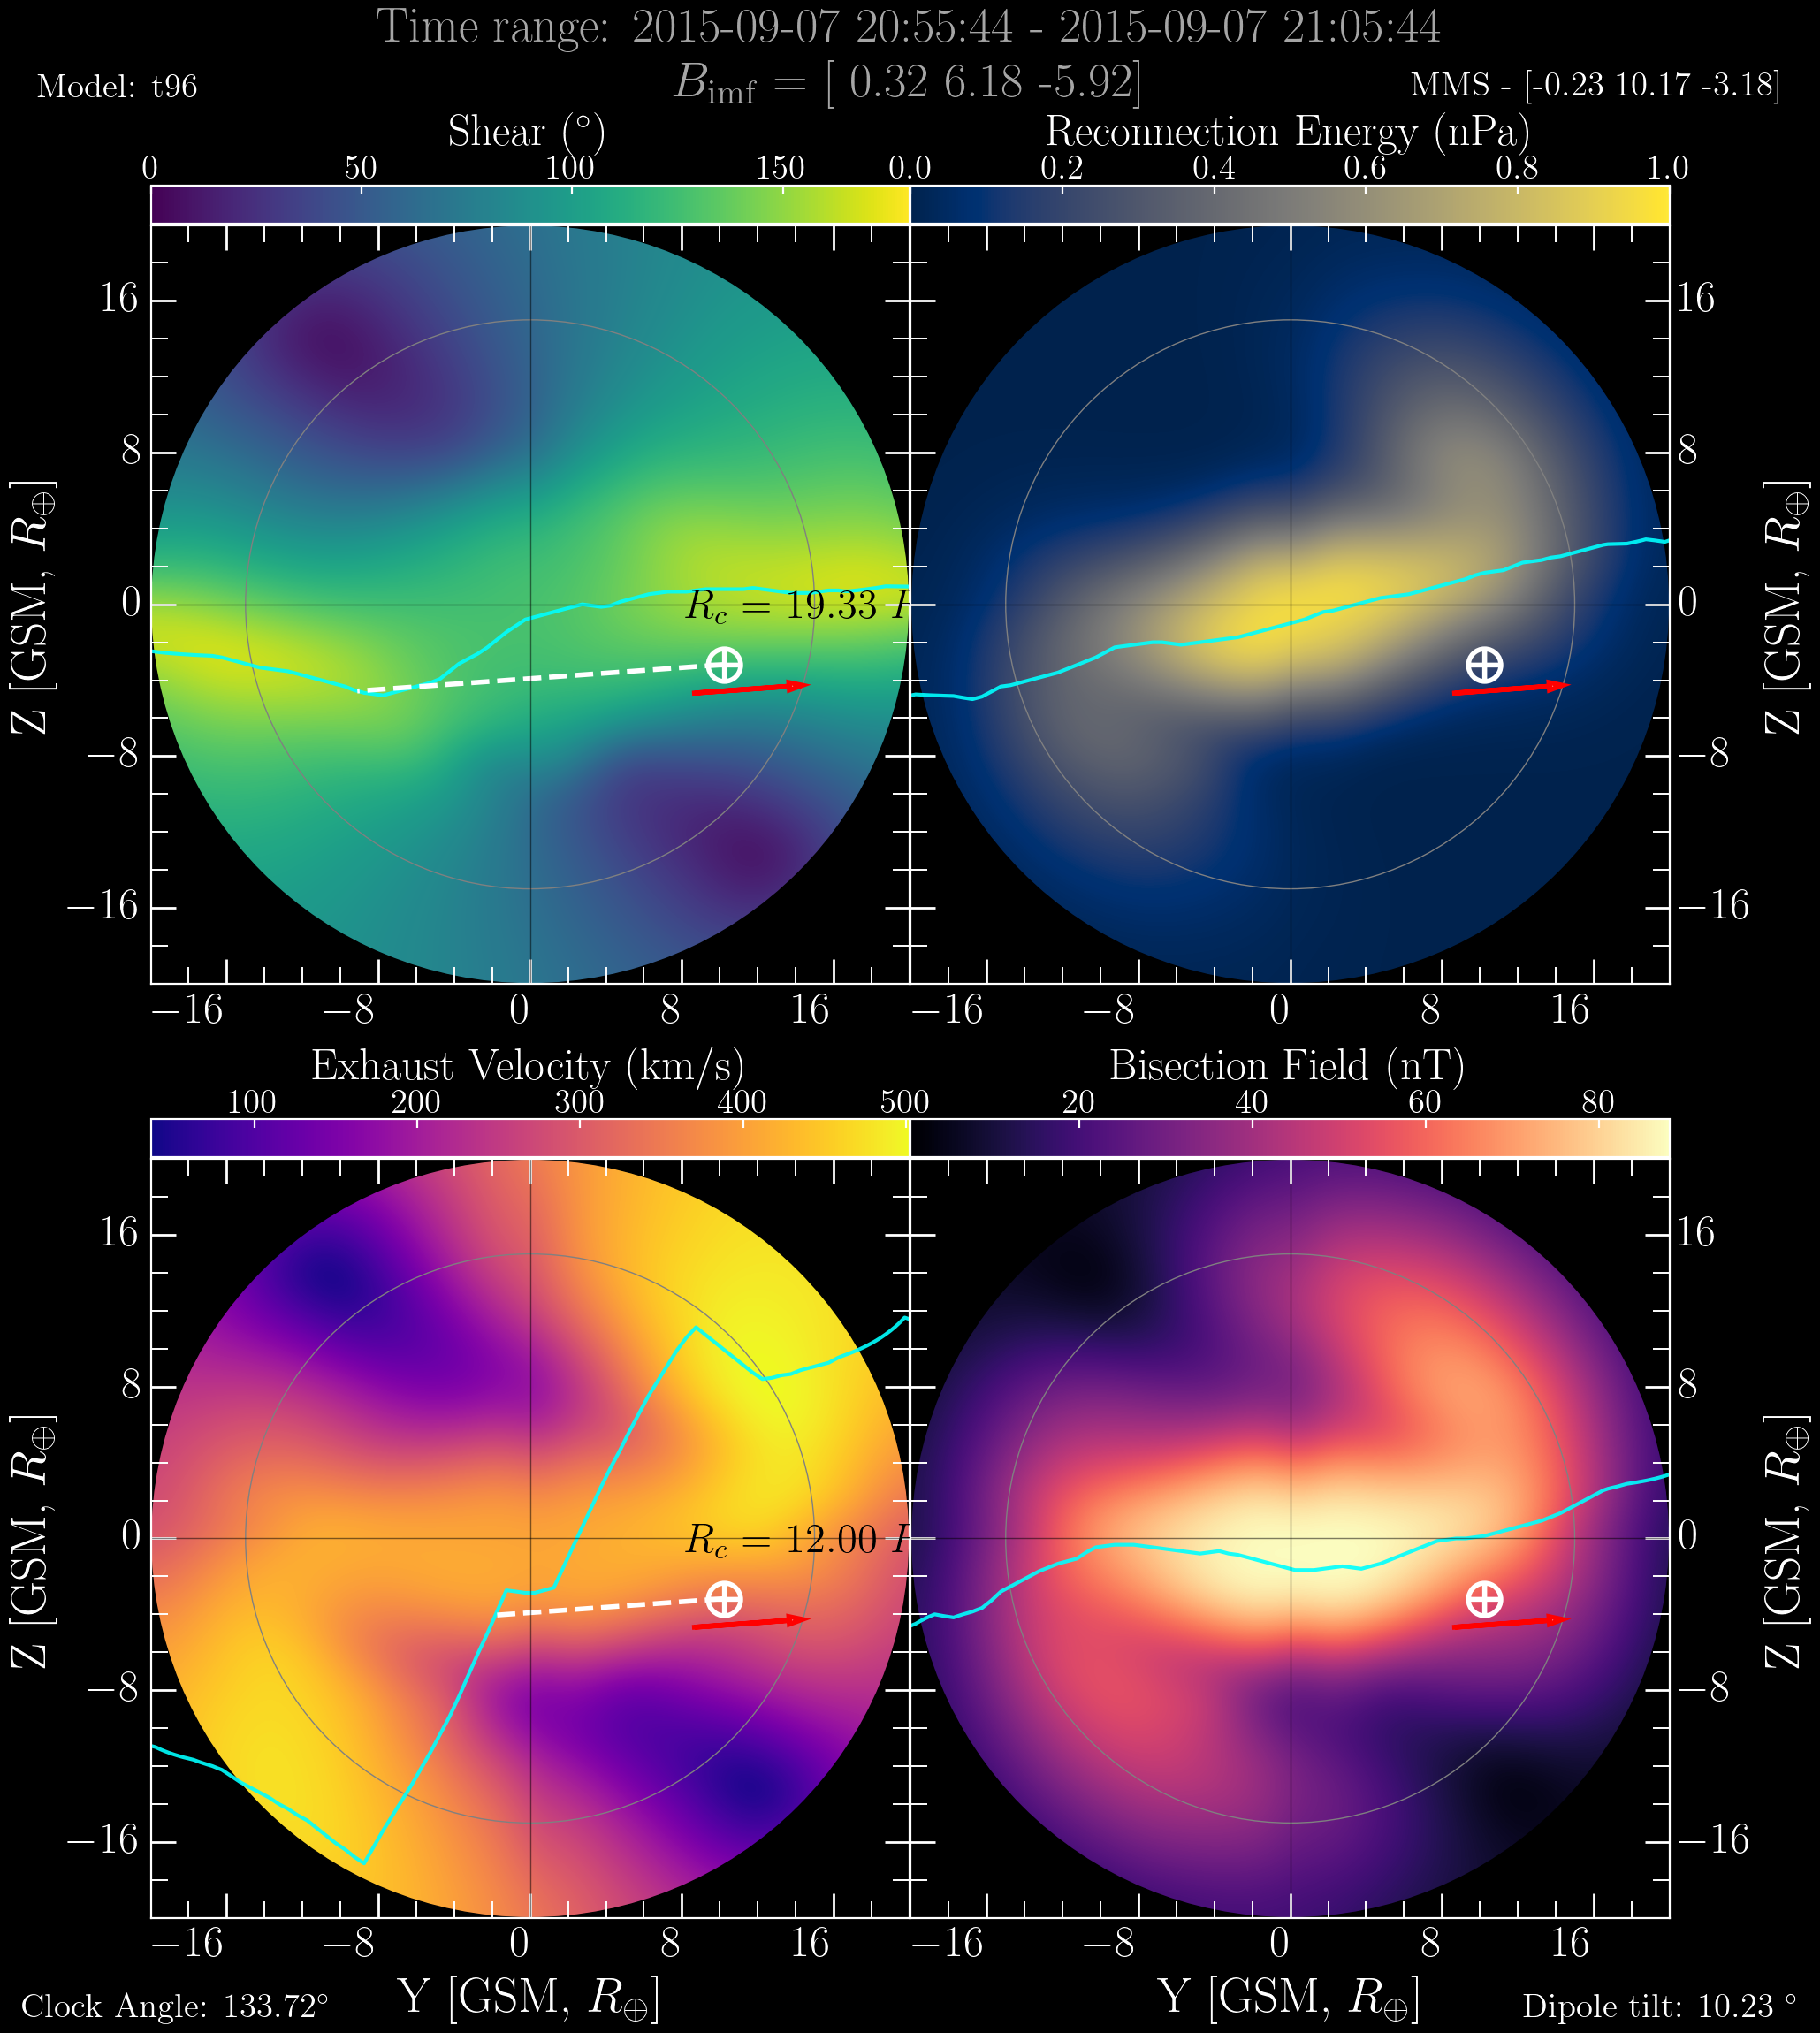 Time range: 2015-09-07 20:55:44 - 2015-09-07 21:05:44
Model: t96
B_imf = [ 0.32 6.18 -5.92]
MMS - [-0.23 10.17 -3.18]
Shear (°)
Reconnection Energy (nPa)
0 50 100 150
0.0 0.2 0.4 0.6 0.8 1.0
Z [GSM, R⊕]
16
8
0
−8
−16
R_c = 19.33
16
8
0
−8
−16
Z [GSM, R⊕]
−16 −8 0 8 16
−16 −8 0 8 16
Exhaust Velocity (km/s)
Bisection Field (nT)
100 200 300 400 500
20 40 60 80
Z [GSM, R⊕]
16
8
0
−8
−16
R_c = 12.00
16
8
0
−8
−16
Z [GSM, R⊕]
−16 −8 0 8 16
−16 −8 0 8 16
Y [GSM, R⊕]
Y [GSM, R⊕]
Clock Angle: 133.72°
Dipole tilt: 10.23 °